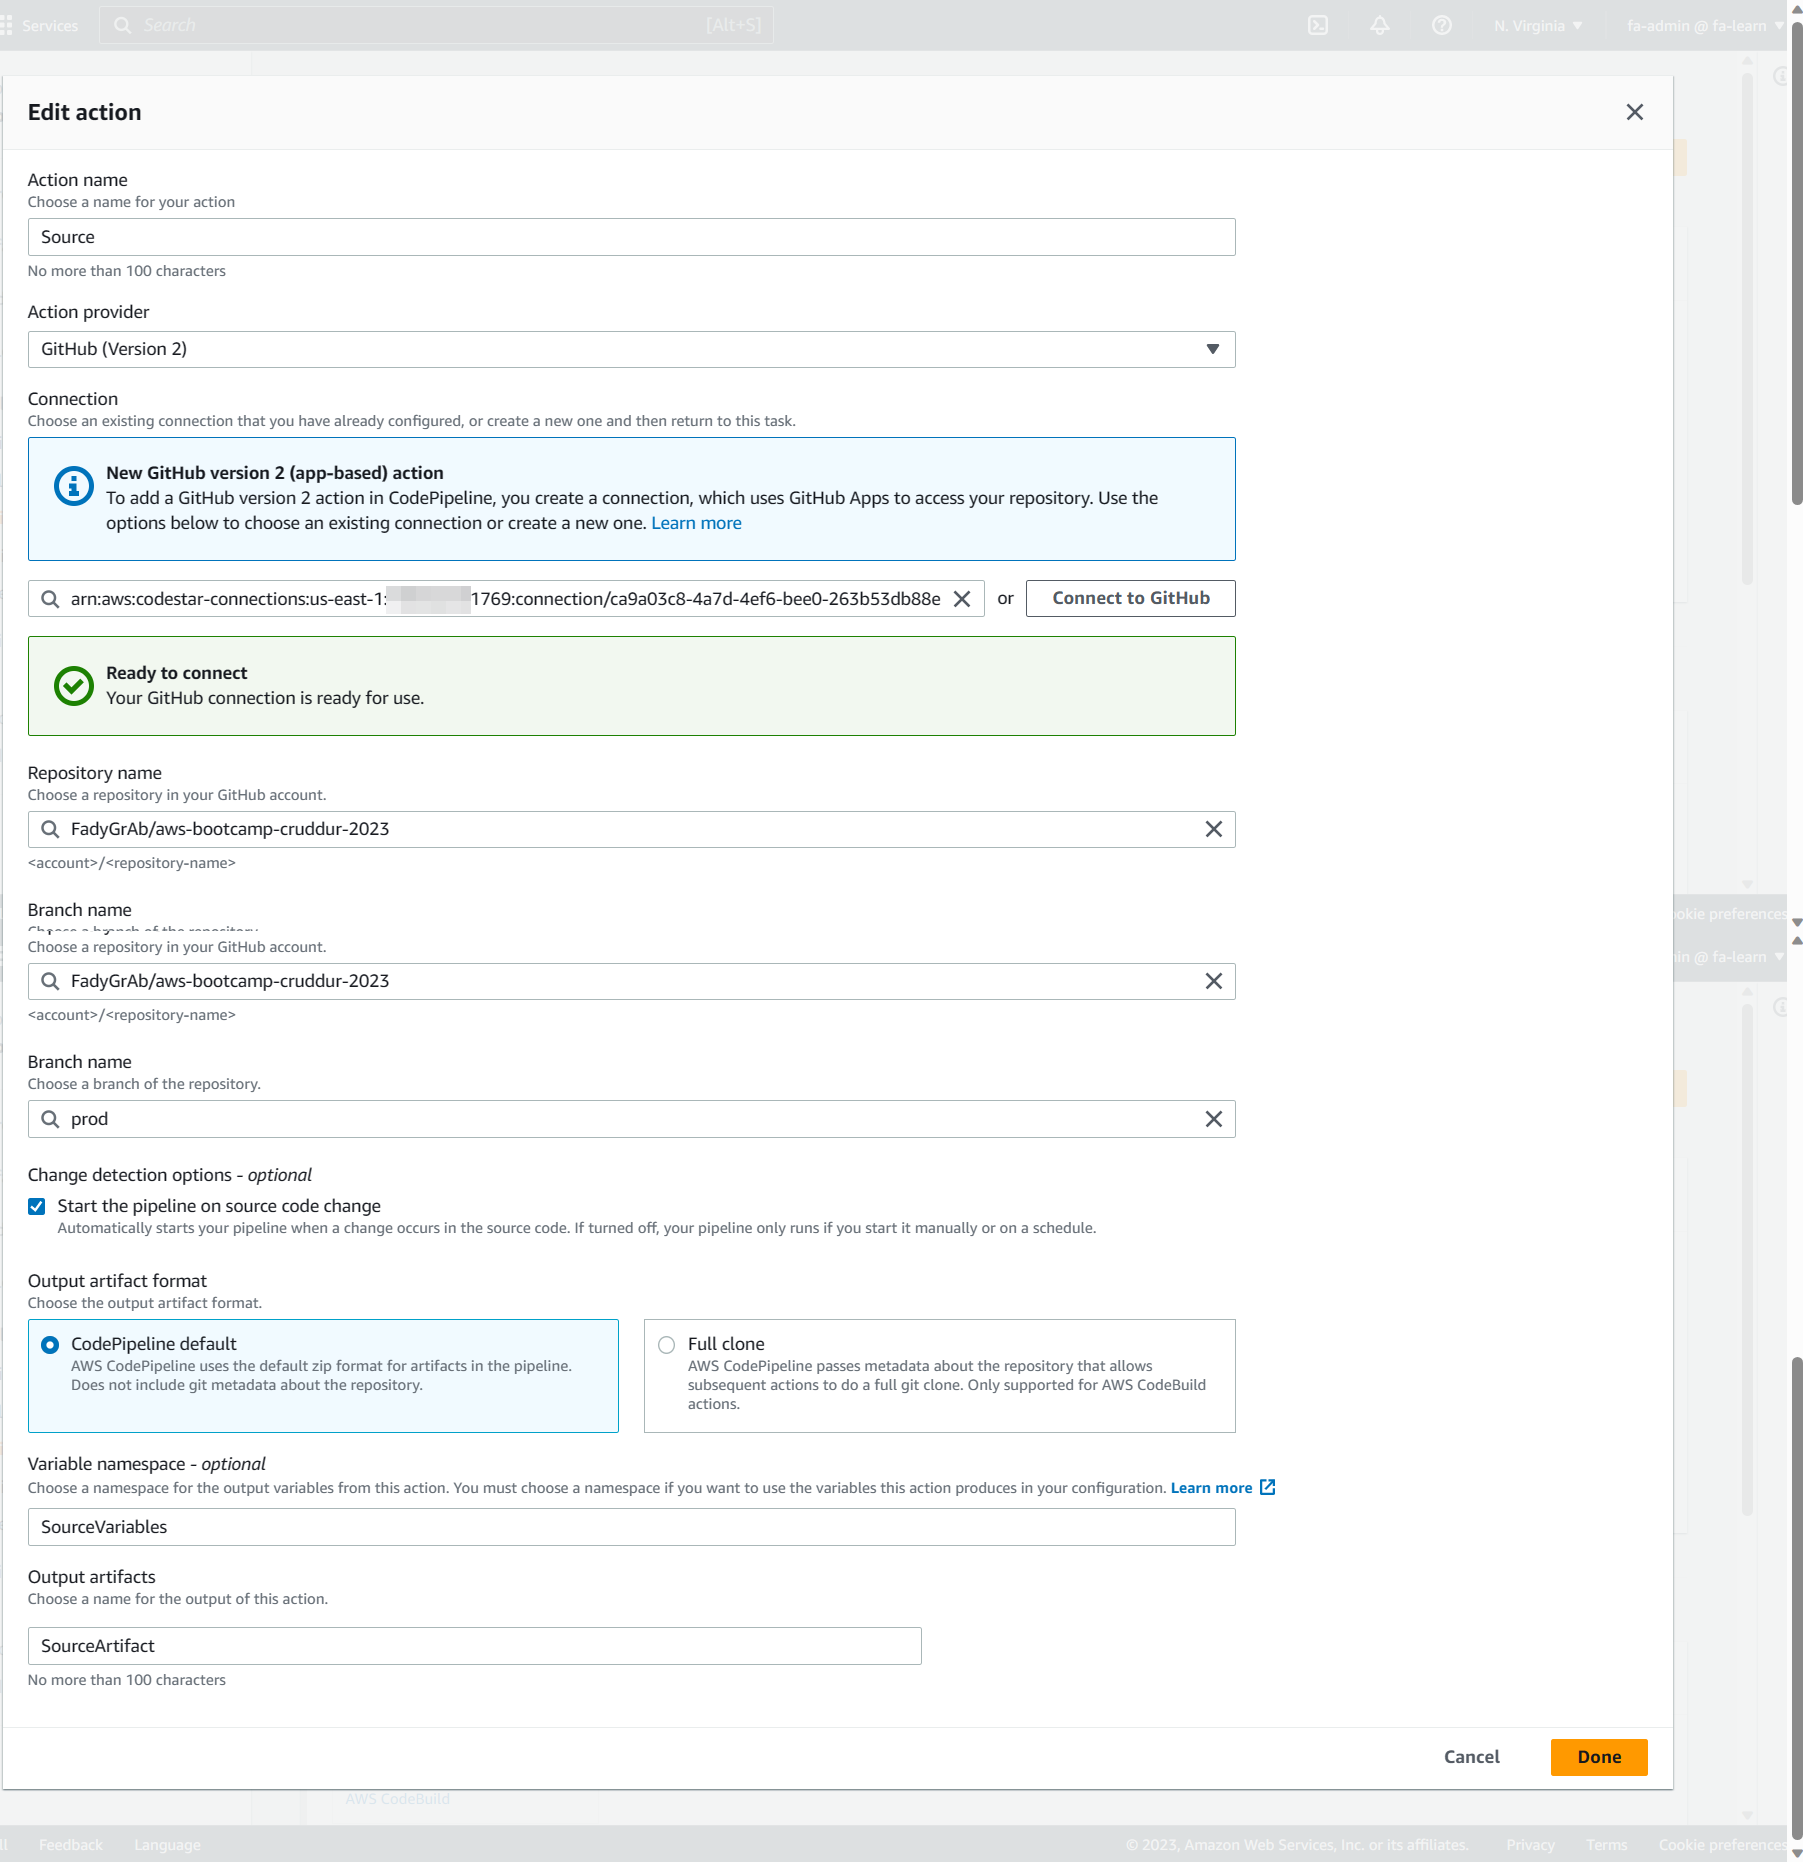 Services
Search [Alt+S]
N. Virginia
fa-admin @ fa-learn
Edit action
Action name
Choose a name for your action
Source
No more than 100 characters
Action provider
GitHub (Version 2)
Connection
Choose an existing connection that you have already configured, or create a new one and then return to this task.
New GitHub version 2 (app-based) action
To add a GitHub version 2 action in CodePipeline, you create a connection, which uses GitHub Apps to access your repository. Use the
options below to choose an existing connection or create a new one. Learn more
arn:aws:codestar-connections:us-east-1: 1769:connection/ca9a03c8-4a7d-4ef6-bee0-263b53db88e
or
Connect to GitHub
Ready to connect
Your GitHub connection is ready for use.
Repository name
Choose a repository in your GitHub account.
FadyGrAb/aws-bootcamp-cruddur-2023
<account>/<repository-name>
Branch name
Choose a branch of the repository.
ookie preferences
Choose a repository in your GitHub account.
in @ fa-learn
FadyGrAb/aws-bootcamp-cruddur-2023
<account>/<repository-name>
Branch name
Choose a branch of the repository.
prod
Change detection options - optional
Start the pipeline on source code change
Automatically starts your pipeline when a change occurs in the source code. If turned off, your pipeline only runs if you start it manually or on a schedule.
Output artifact format
Choose the output artifact format.
CodePipeline default
AWS CodePipeline uses the default zip format for artifacts in the pipeline.
Does not include git metadata about the repository.
Full clone
AWS CodePipeline passes metadata about the repository that allows
subsequent actions to do a full git clone. Only supported for AWS CodeBuild
actions.
Variable namespace - optional
Choose a namespace for the output variables from this action. You must choose a namespace if you want to use the variables this action produces in your configuration. Learn more
SourceVariables
Output artifacts
Choose a name for the output of this action.
SourceArtifact
No more than 100 characters
Cancel
Done
AWS CodeBuild
Feedback
Language
© 2023, Amazon Web Services, Inc. or its affiliates.
Privacy
Terms
Cookie preferences